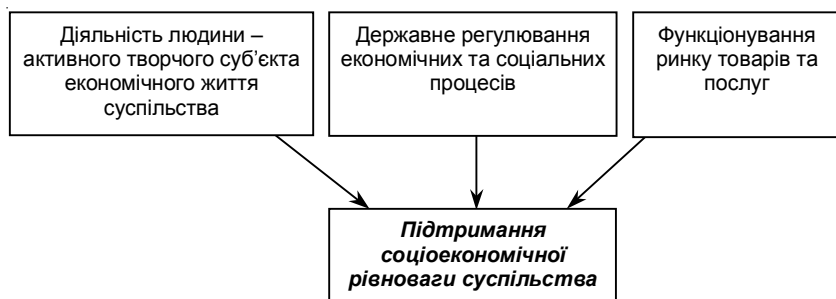 Діяльність людини –
активного творчого суб’єкта
економічного життя
суспільства
Державне регулювання
економічних та соціальних
процесів
Функціонування
ринку товарів та
послуг
Підтримання
соціоекономічної
рівноваги суспільства